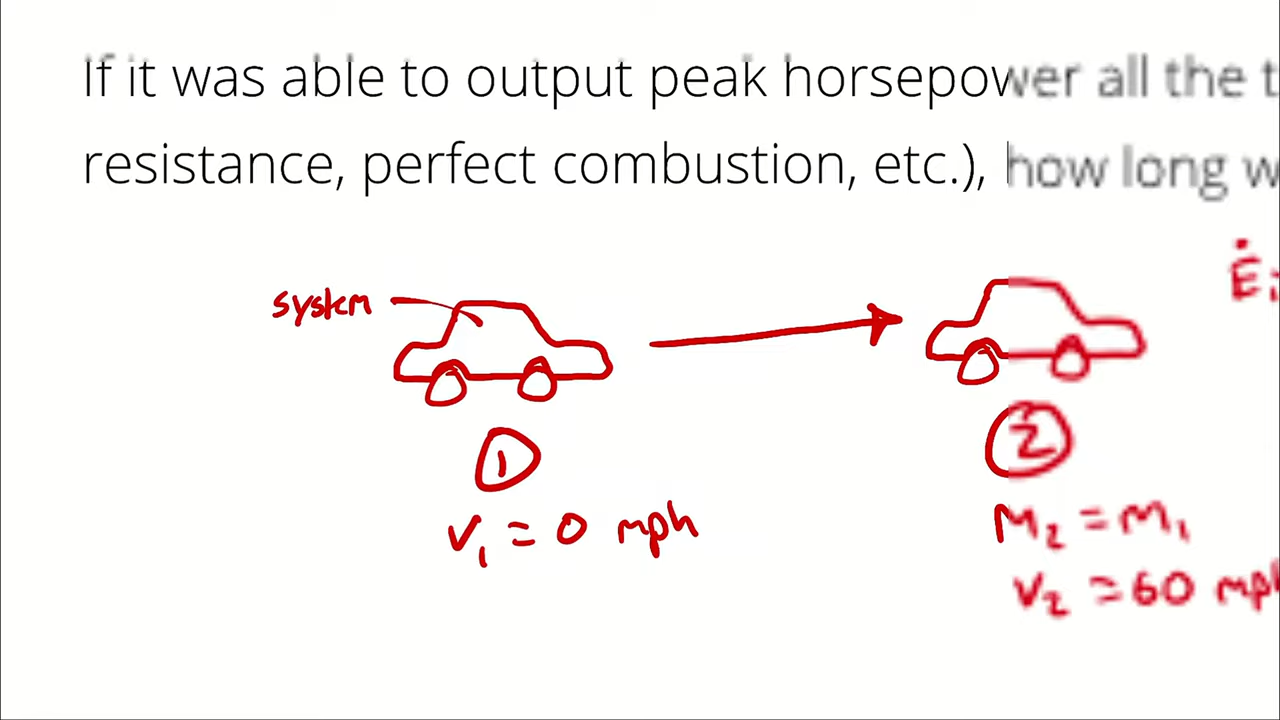 If it was able to output peak horsepower all the t
resistance, perfect combustion, etc.), how long w
Ė
system
1
2
V₁ = 0 mph
M₂ = M₁
V₂ = 60 mph